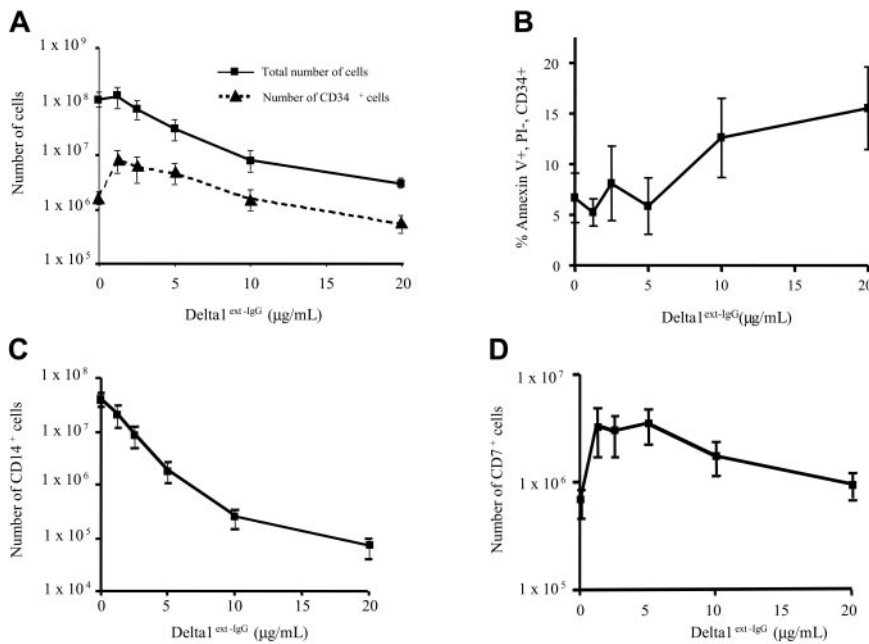 A
1 x 10⁹
1 x 10⁸
1 x 10⁷
1 x 10⁶
1 x 10⁵
Number of cells
Total number of cells
Number of CD34 ⁺ cells
0 5 10 15 20
Delta1 ᵉˣᵗ⁻ᴵᵍᴳ (µg/mL)
B
20
15
10
5
0
% Annexin V+, PI-, CD34+
0 5 10 15 20
Delta1ᵉˣᵗ⁻ᴵᵍᴳ(µg/mL)
C
1 x 10⁸
1 x 10⁷
1 x 10⁶
1 x 10⁵
1 x 10⁴
Number of CD14⁺ cells
0 5 10 15 20
Delta1ᵉˣᵗ⁻ᴵᵍᴳ (µg/mL)
D
1 x 10⁷
1 x 10⁶
1 x 10⁵
Number of CD7⁺ cells
0 5 10 15 20
Delta1ᵉˣᵗ⁻ᴵᵍᴳ (µg/mL)